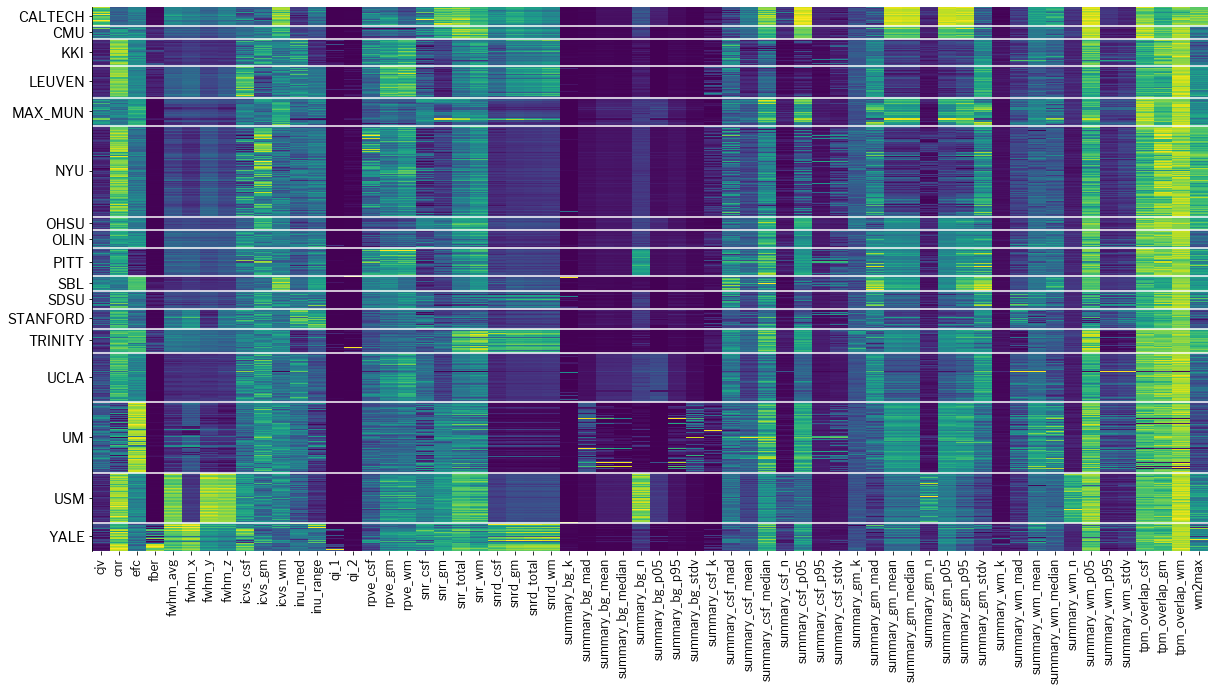 CALTECH
CMU
KKI
LEUVEN
MAX_MUN
NYU
OHSU
OLIN
PITT
SBL
SDSU
STANFORD
TRINITY
UCLA
UM
USM
YALE
cjv
cnr
efc
fber
fwhm_avg
fwhm_x
fwhm_y
fwhm_z
icvs_csf
icvs_gm
icvs_wm
inu_med
inu_range
qi_1
qi_2
rpve_csf
rpve_gm
rpve_wm
snr_csf
snr_gm
snr_total
snr_wm
snrd_csf
snrd_gm
snrd_total
snrd_wm
summary_bg_k
summary_bg_mad
summary_bg_mean
summary_bg_median
summary_bg_n
summary_bg_p05
summary_bg_p95
summary_bg_stdv
summary_csf_k
summary_csf_mad
summary_csf_mean
summary_csf_median
summary_csf_n
summary_csf_p05
summary_csf_p95
summary_csf_stdv
summary_gm_k
summary_gm_mad
summary_gm_mean
summary_gm_median
summary_gm_n
summary_gm_p05
summary_gm_p95
summary_gm_stdv
summary_wm_k
summary_wm_mad
summary_wm_mean
summary_wm_median
summary_wm_n
summary_wm_p05
summary_wm_p95
summary_wm_stdv
tpm_overlap_csf
tpm_overlap_gm
tpm_overlap_wm
wm2max